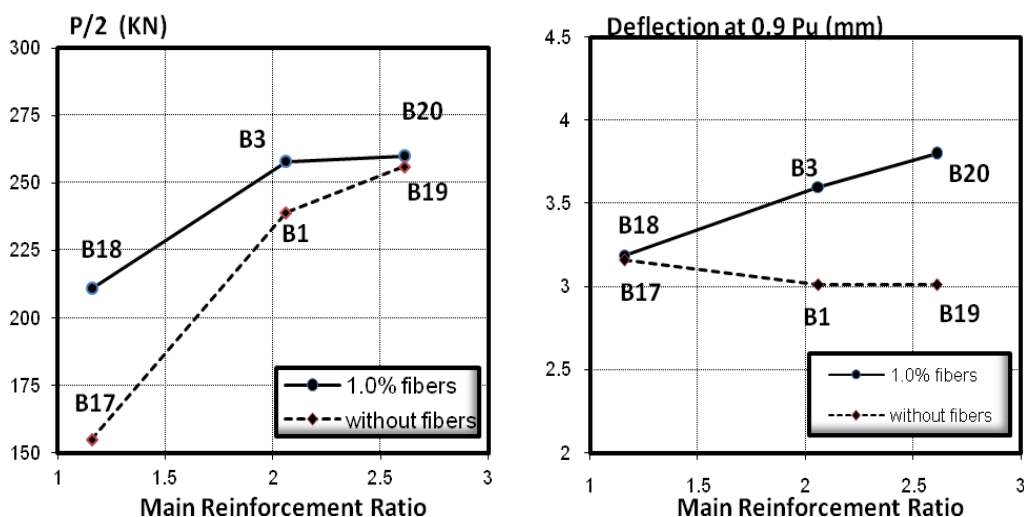 P/2 (KN)
300
275
250
225
200
175
150
B18
B3
B20
B19
B1
B17
1.0% fibers
without fibers
1
1.5
2
2.5
3
Main Reinforcement Ratio
Deflection at 0.9 Pu (mm)
4.5
4
3.5
3
2.5
2
B18
B3
B20
B17
B1
B19
1.0% fibers
without fibers
1
1.5
2
2.5
3
Main Reinforcement Ratio